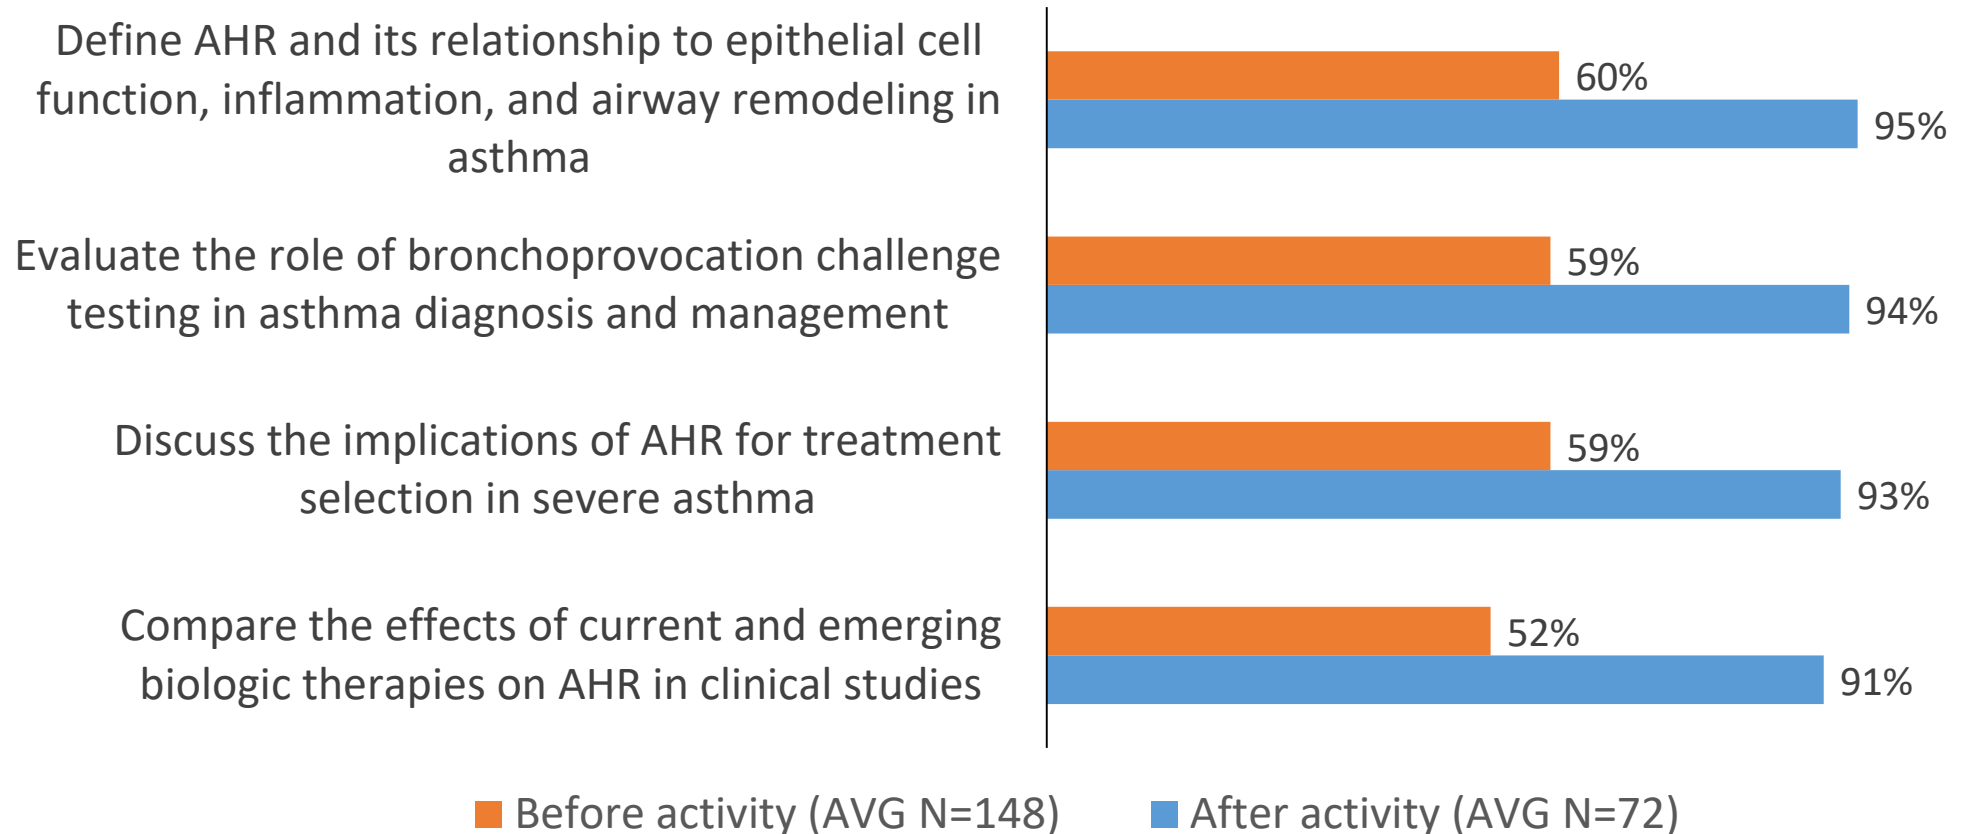 Define AHR and its relationship to epithelial cell
function, inflammation, and airway remodeling in
asthma
60%
95%
Evaluate the role of bronchoprovocation challenge
testing in asthma diagnosis and management
59%
94%
Discuss the implications of AHR for treatment
selection in severe asthma
59%
93%
Compare the effects of current and emerging
biologic therapies on AHR in clinical studies
52%
91%
Before activity (AVG N=148)
After activity (AVG N=72)